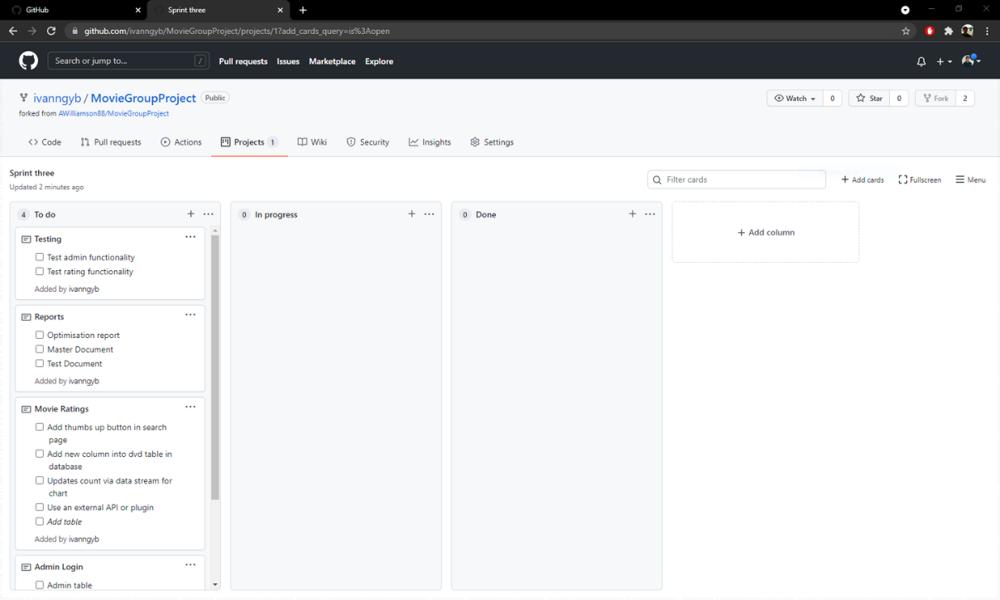 GitHub
Sprint three
github.com/ivanngyb/MovieGroupProject/projects/1?add_cards_query=is%3Aopen
Search or jump to... /
Pull requests Issues Marketplace Explore
ivanngyb / MovieGroupProject Public
Watch 0 Star 0 Fork 2
forked from AWilliamson88/MovieGroupProject
Code Pull requests Actions Projects 1 Wiki Security Insights Settings
Sprint three
Updated 2 minutes ago
Filter cards
Add cards Fullscreen Menu
4 To do
Testing
Test admin functionality
Test rating functionality
Added by ivanngyb
Reports
Optimisation report
Master Document
Test Document
Added by ivanngyb
Movie Ratings
Add thumbs up button in search
page
Add new column into dvd table in
database
Updates count via data stream for
chart
Use an external API or plugin
Add table
Added by ivanngyb
Admin Login
Admin table
0 In progress
0 Done
Add column